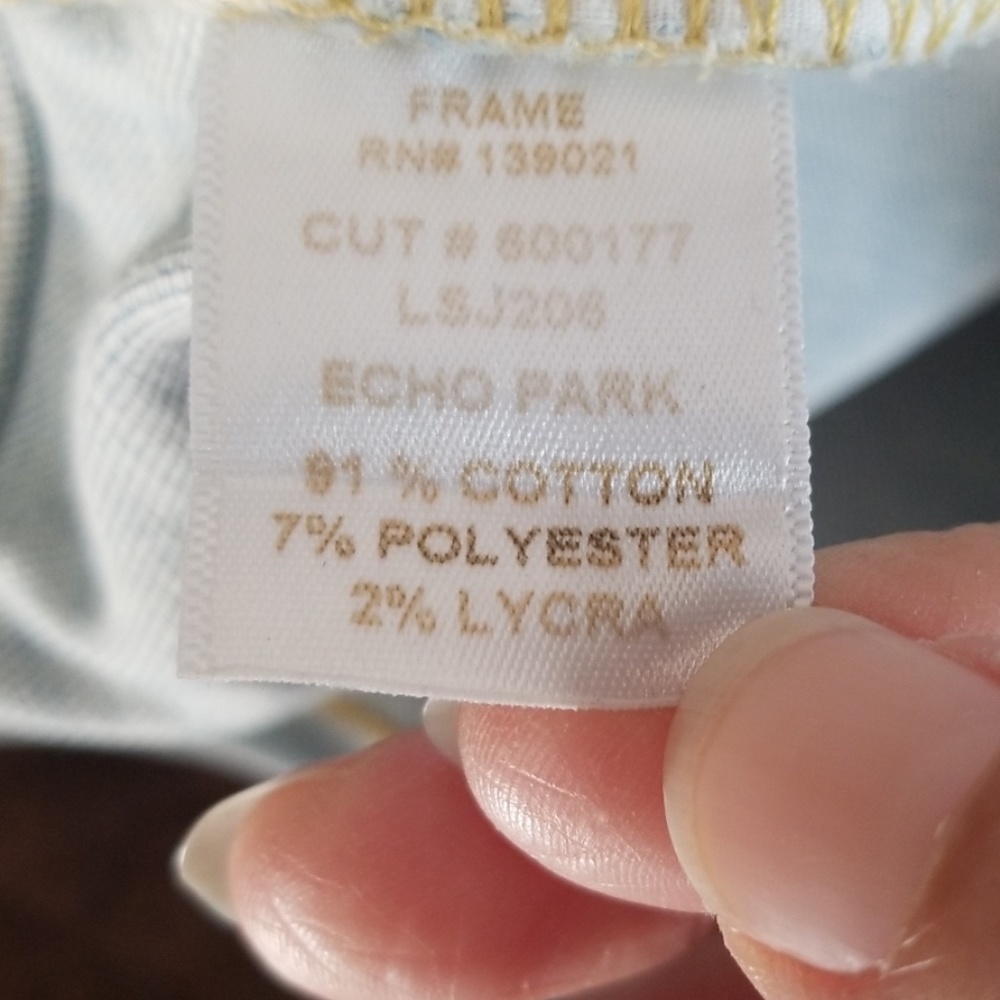 FRAME
RN# 139021
CUT # 600177
LSJ206
ECHO PARK
91 % COTTON
7% POLYESTER
2% LYCRA